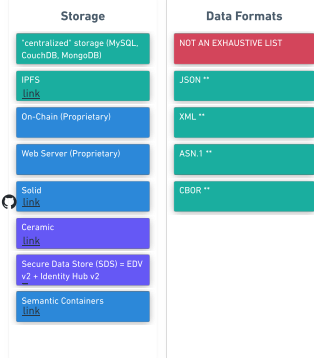 Storage
"centralized" storage (MySQL,
CouchDB, MongoDB)
IPFS
link
On-Chain (Proprietary)
Web Server (Proprietary)
Solid
link
Ceramic
link
Secure Data Store (SDS) = EDV
v2 + Identity Hub v2
Semantic Containers
link
Data Formats
NOT AN EXHAUSTIVE LIST
JSON **
XML **
ASN.1 **
CBOR **